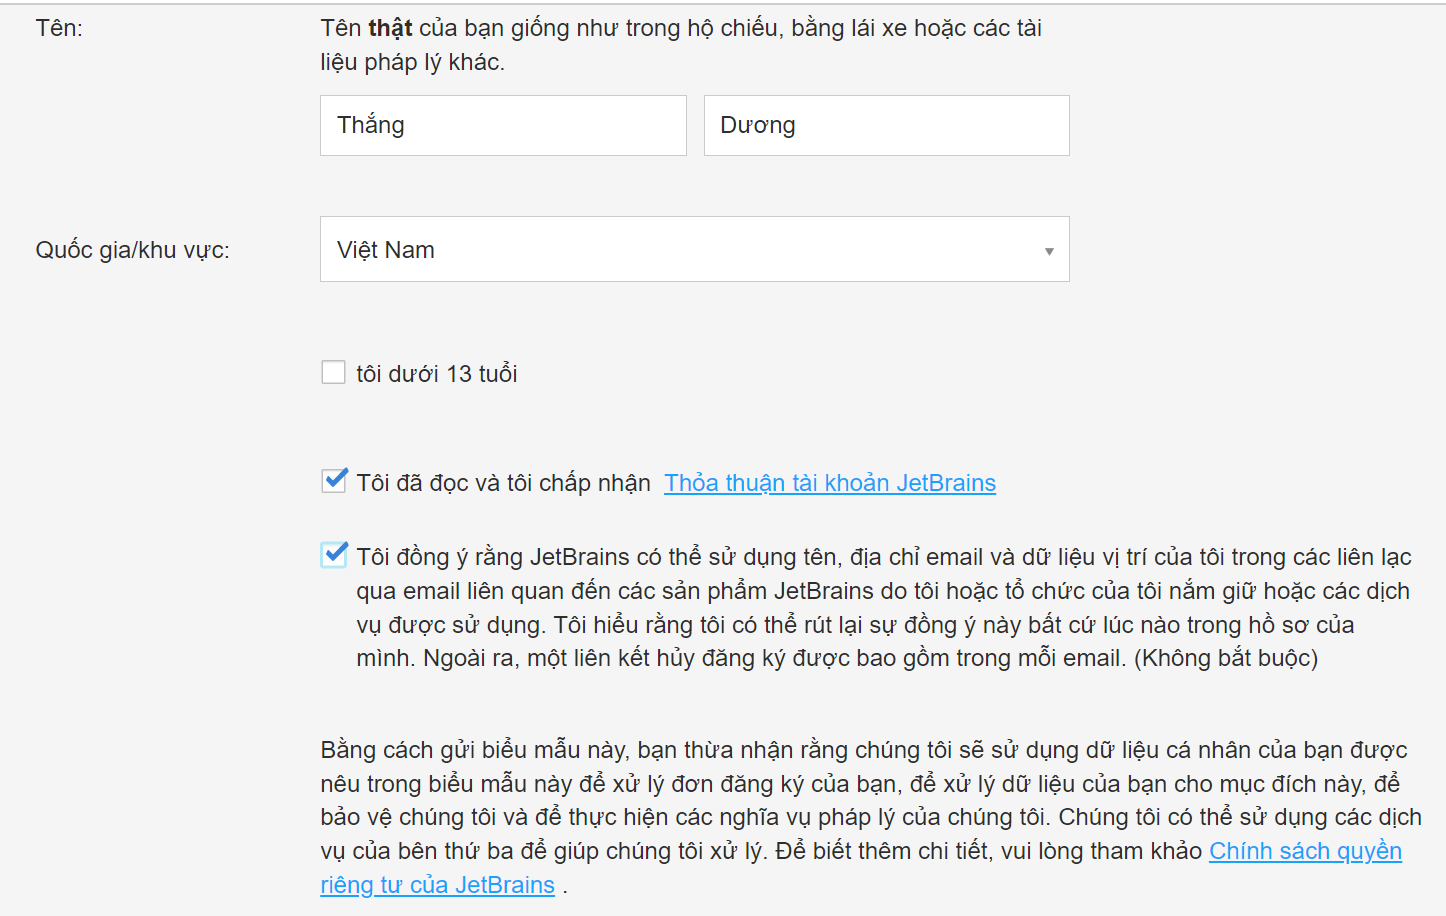 Tên:
Tên thật của bạn giống như trong hộ chiếu, bằng lái xe hoặc các tài
liệu pháp lý khác.
Thắng
Dương
Quốc gia/khu vực:
Việt Nam
tôi dưới 13 tuổi
Tôi đã đọc và tôi chấp nhận Thỏa thuận tài khoản JetBrains
Tôi đồng ý rằng JetBrains có thể sử dụng tên, địa chỉ email và dữ liệu vị trí của tôi trong các liên lạc
qua email liên quan đến các sản phẩm JetBrains do tôi hoặc tổ chức của tôi nắm giữ hoặc các dịch
vụ được sử dụng. Tôi hiểu rằng tôi có thể rút lại sự đồng ý này bất cứ lúc nào trong hồ sơ của
mình. Ngoài ra, một liên kết hủy đăng ký được bao gồm trong mỗi email. (Không bắt buộc)
Bằng cách gửi biểu mẫu này, bạn thừa nhận rằng chúng tôi sẽ sử dụng dữ liệu cá nhân của bạn được
nêu trong biểu mẫu này để xử lý đơn đăng ký của bạn, để xử lý dữ liệu của bạn cho mục đích này, để
bảo vệ chúng tôi và để thực hiện các nghĩa vụ pháp lý của chúng tôi. Chúng tôi có thể sử dụng các dịch
vụ của bên thứ ba để giúp chúng tôi xử lý. Để biết thêm chi tiết, vui lòng tham khảo Chính sách quyền
riêng tư của JetBrains .